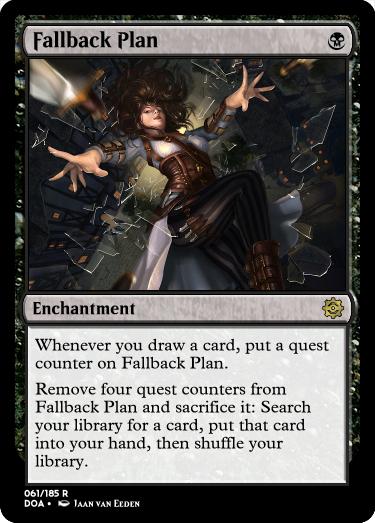 Fallback Plan
Enchantment
Whenever you draw a card, put a quest
counter on Fallback Plan.
Remove four quest counters from
Fallback Plan and sacrifice it: Search
your library for a card, put that card
into your hand, then shuffle your
library.
061/185 R
DOA • Jaan van Eeden